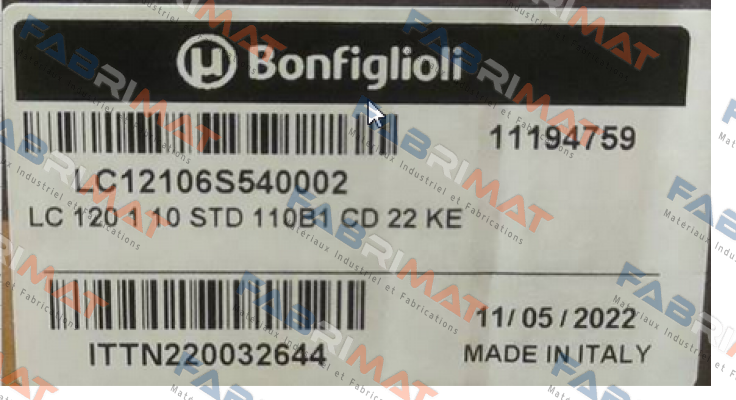 Bonfiglioli
11194759
LC12106S540002
LC 120 1 10 STD 110B1 CD 22 KE
11/05/2022
ITTN220032644
MADE IN ITALY
FABRIMAT
Matériaux Industriel et Fabrications